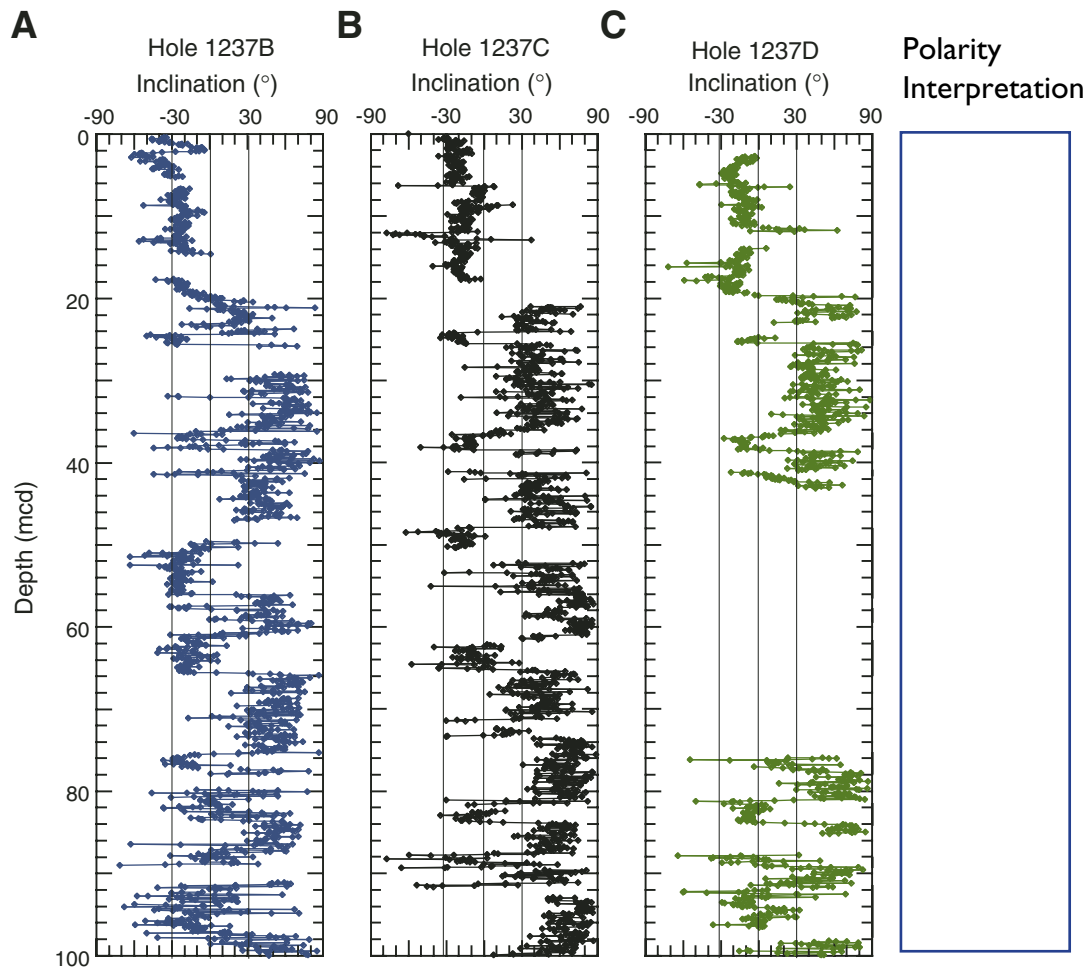 A
Hole 1237B
Inclination (°)
-90 -30 30 90
B
Hole 1237C
Inclination (°)
-90 -30 30 90
C
Hole 1237D
Inclination (°)
-90 -30 30 90
Polarity
Interpretation
Depth (mcd)
0
20
40
60
80
100